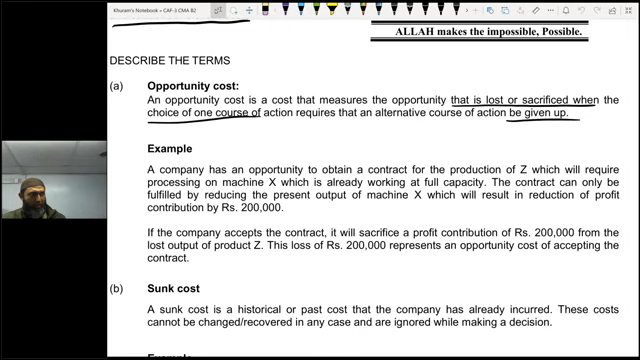 Khuram's Notebook » CAF-3 CMA B2
ALLAH makes the impossible, Possible.
DESCRIBE THE TERMS
(a) Opportunity cost:
An opportunity cost is a cost that measures the opportunity that is lost or sacrificed when the
choice of one course of action requires that an alternative course of action be given up.
Example
A company has an opportunity to obtain a contract for the production of Z which will require
processing on machine X which is already working at full capacity. The contract can only be
fulfilled by reducing the present output of machine X which will result in reduction of profit
contribution by Rs. 200,000.
If the company accepts the contract, it will sacrifice a profit contribution of Rs. 200,000 from the
lost output of product Z. This loss of Rs. 200,000 represents an opportunity cost of accepting the
contract.
(b) Sunk cost
A sunk cost is a historical or past cost that the company has already incurred. These costs
cannot be changed/recovered in any case and are ignored while making a decision.
Example